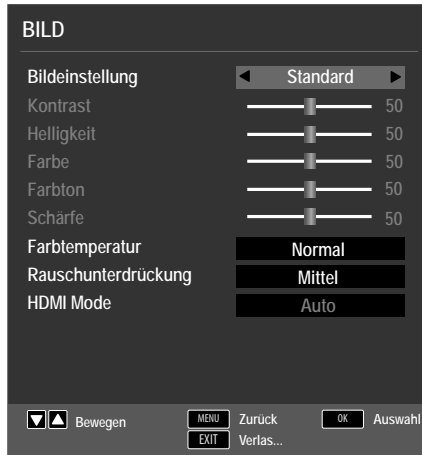 BILD
Bildeinstellung Standard
Kontrast 50
Helligkeit 50
Farbe 50
Farbton 50
Schärfe 50
Farbtemperatur Normal
Rauschunterdrückung Mittel
HDMI Mode Auto
Bewegen MENU Zurück OK Auswahl
EXIT Verlas...